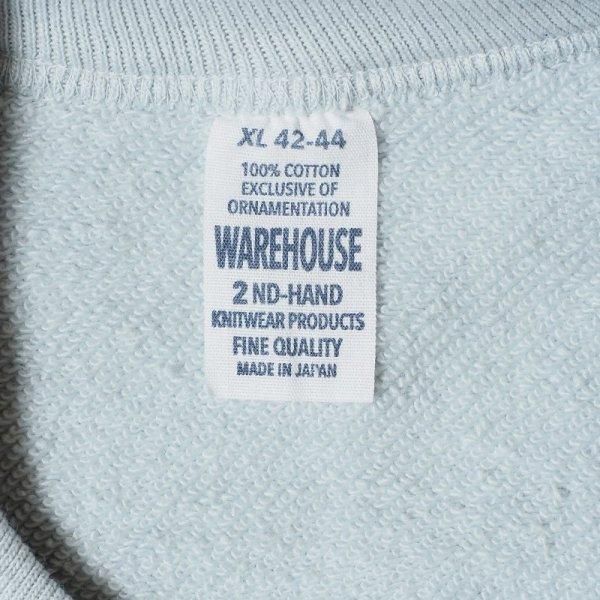 XL 42-44
100% COTTON
EXCLUSIVE OF
ORNAMENTATION
WAREHOUSE
2 ND-HAND
KNITWEAR PRODUCTS
FINE QUALITY
MADE IN JAPAN